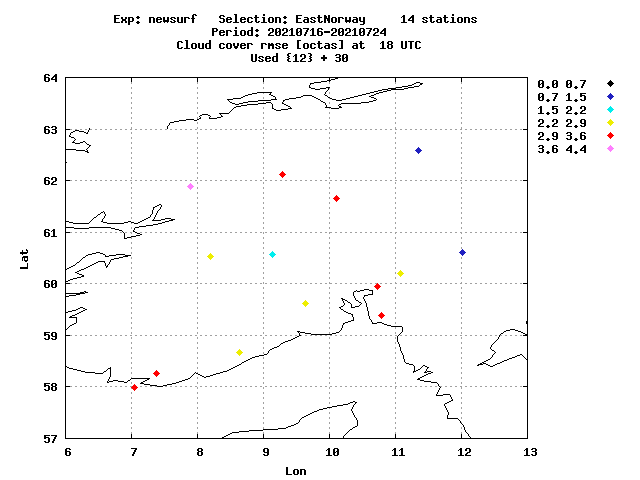 Exp: newsurf   Selection: EastNorway     14 stations
Period: 20210716-20210724
Cloud cover rmse [octas] at  18 UTC
Used {12} + 30
0.0 0.7
0.7 1.5
1.5 2.2
2.2 2.9
2.9 3.6
3.6 4.4
64
63
62
61
60
59
58
57
Lat
6 7 8 9 10 11 12 13
Lon